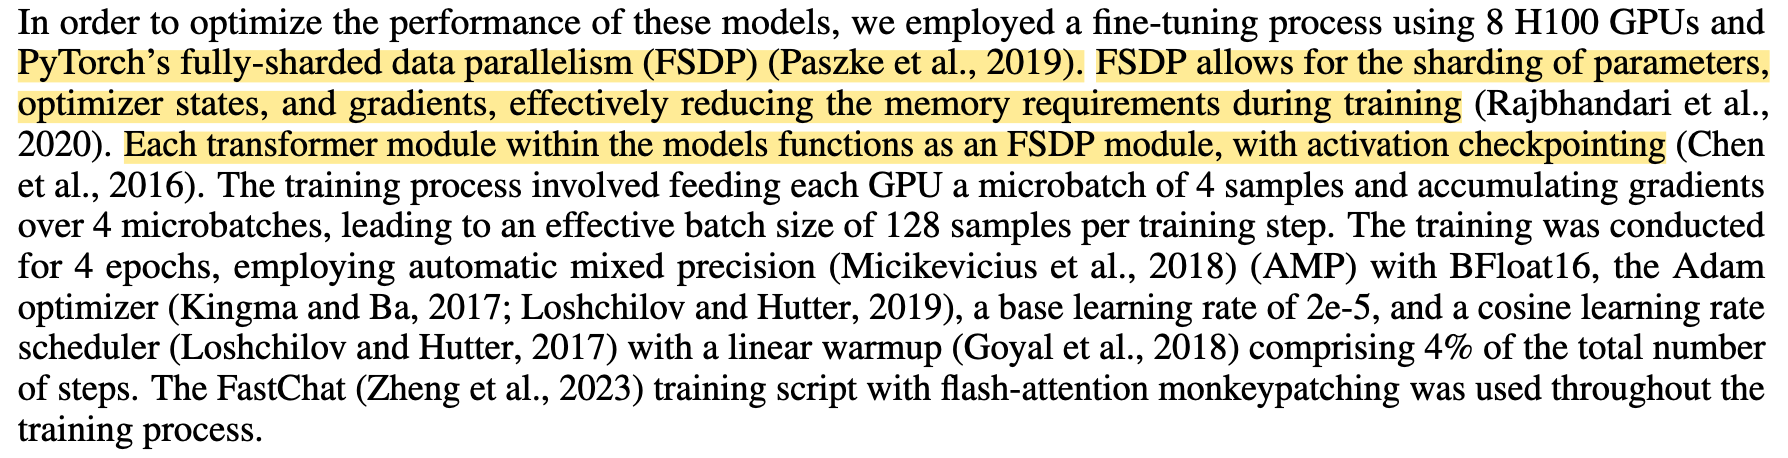 In order to optimize the performance of these models, we employed a fine-tuning process using 8 H100 GPUs and
PyTorch’s fully-sharded data parallelism (FSDP) (Paszke et al., 2019). FSDP allows for the sharding of parameters,
optimizer states, and gradients, effectively reducing the memory requirements during training (Rajbhandari et al.,
2020). Each transformer module within the models functions as an FSDP module, with activation checkpointing (Chen
et al., 2016). The training process involved feeding each GPU a microbatch of 4 samples and accumulating gradients
over 4 microbatches, leading to an effective batch size of 128 samples per training step. The training was conducted
for 4 epochs, employing automatic mixed precision (Micikevicius et al., 2018) (AMP) with BFloat16, the Adam
optimizer (Kingma and Ba, 2017; Loshchilov and Hutter, 2019), a base learning rate of 2e-5, and a cosine learning rate
scheduler (Loshchilov and Hutter, 2017) with a linear warmup (Goyal et al., 2018) comprising 4% of the total number
of steps. The FastChat (Zheng et al., 2023) training script with flash-attention monkeypatching was used throughout the
training process.